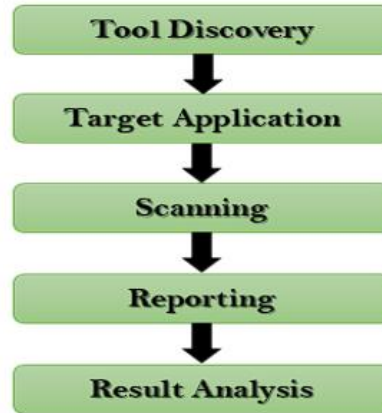 Tool Discovery
Target Application
Scanning
Reporting
Result Analysis